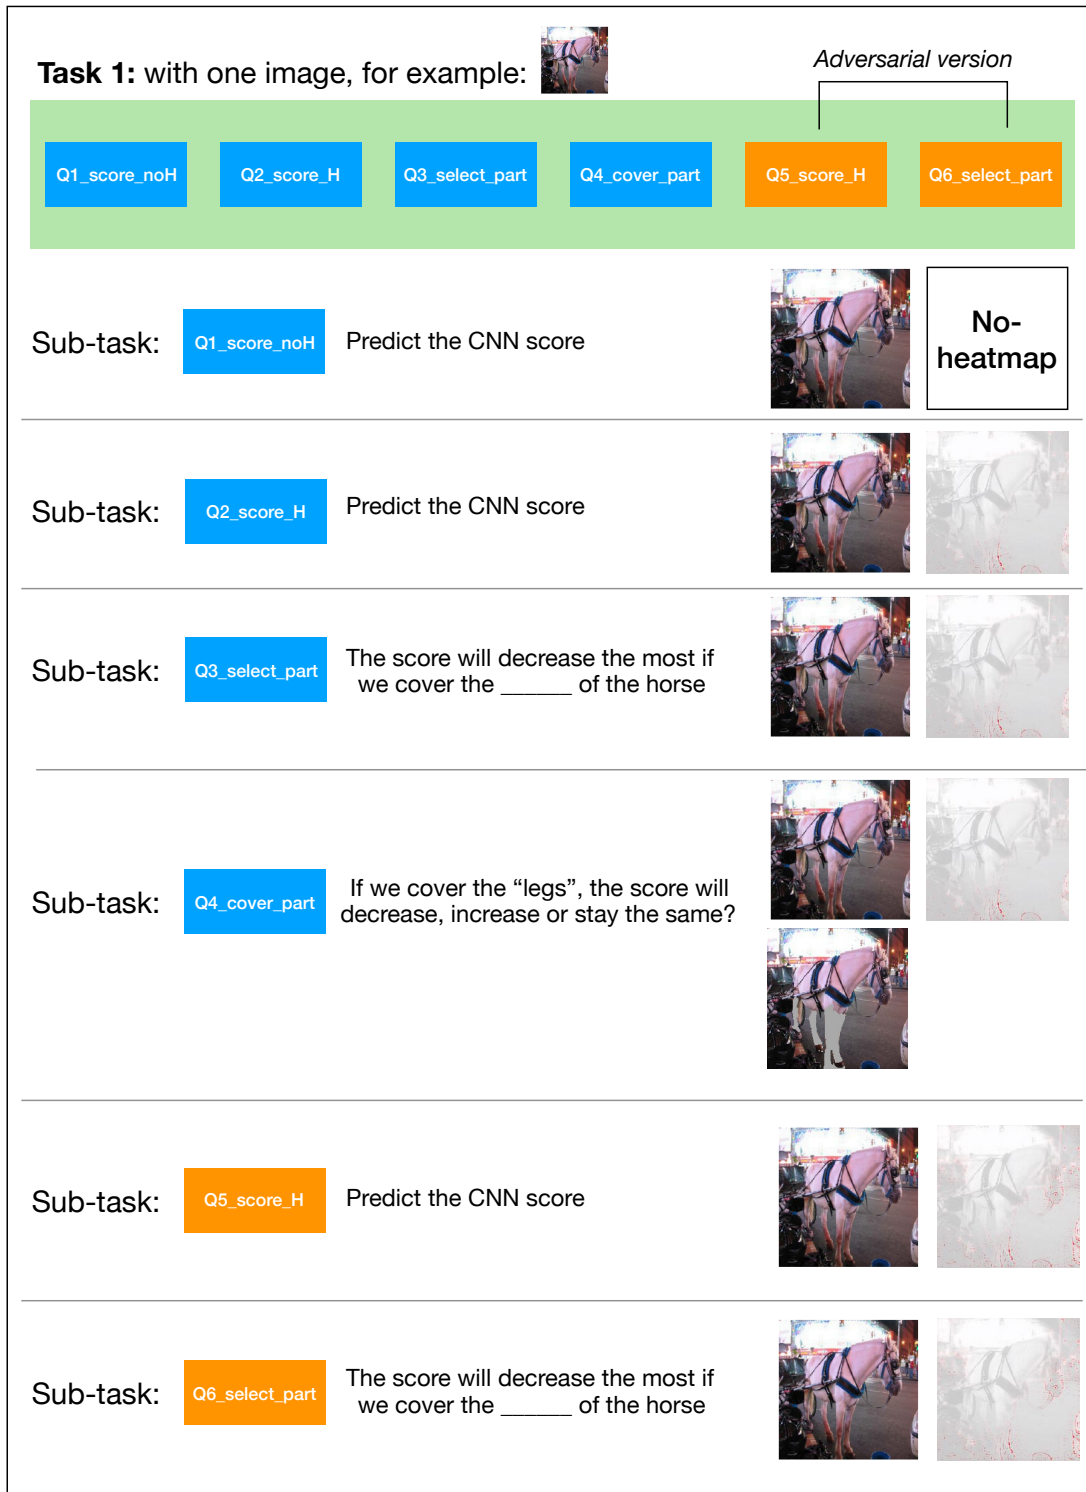 Task 1: with one image, for example:
Adversarial version
Q1_score_noH
Q2_score_H
Q3_select_part
Q4_cover_part
Q5_score_H
Q6_select_part
Sub-task:
Q1_score_noH
Predict the CNN score
No-
heatmap
Sub-task:
Q2_score_H
Predict the CNN score
Sub-task:
Q3_select_part
The score will decrease the most if
we cover the ______ of the horse
Sub-task:
Q4_cover_part
If we cover the “legs”, the score will
decrease, increase or stay the same?
Sub-task:
Q5_score_H
Predict the CNN score
Sub-task:
Q6_select_part
The score will decrease the most if
we cover the ______ of the horse